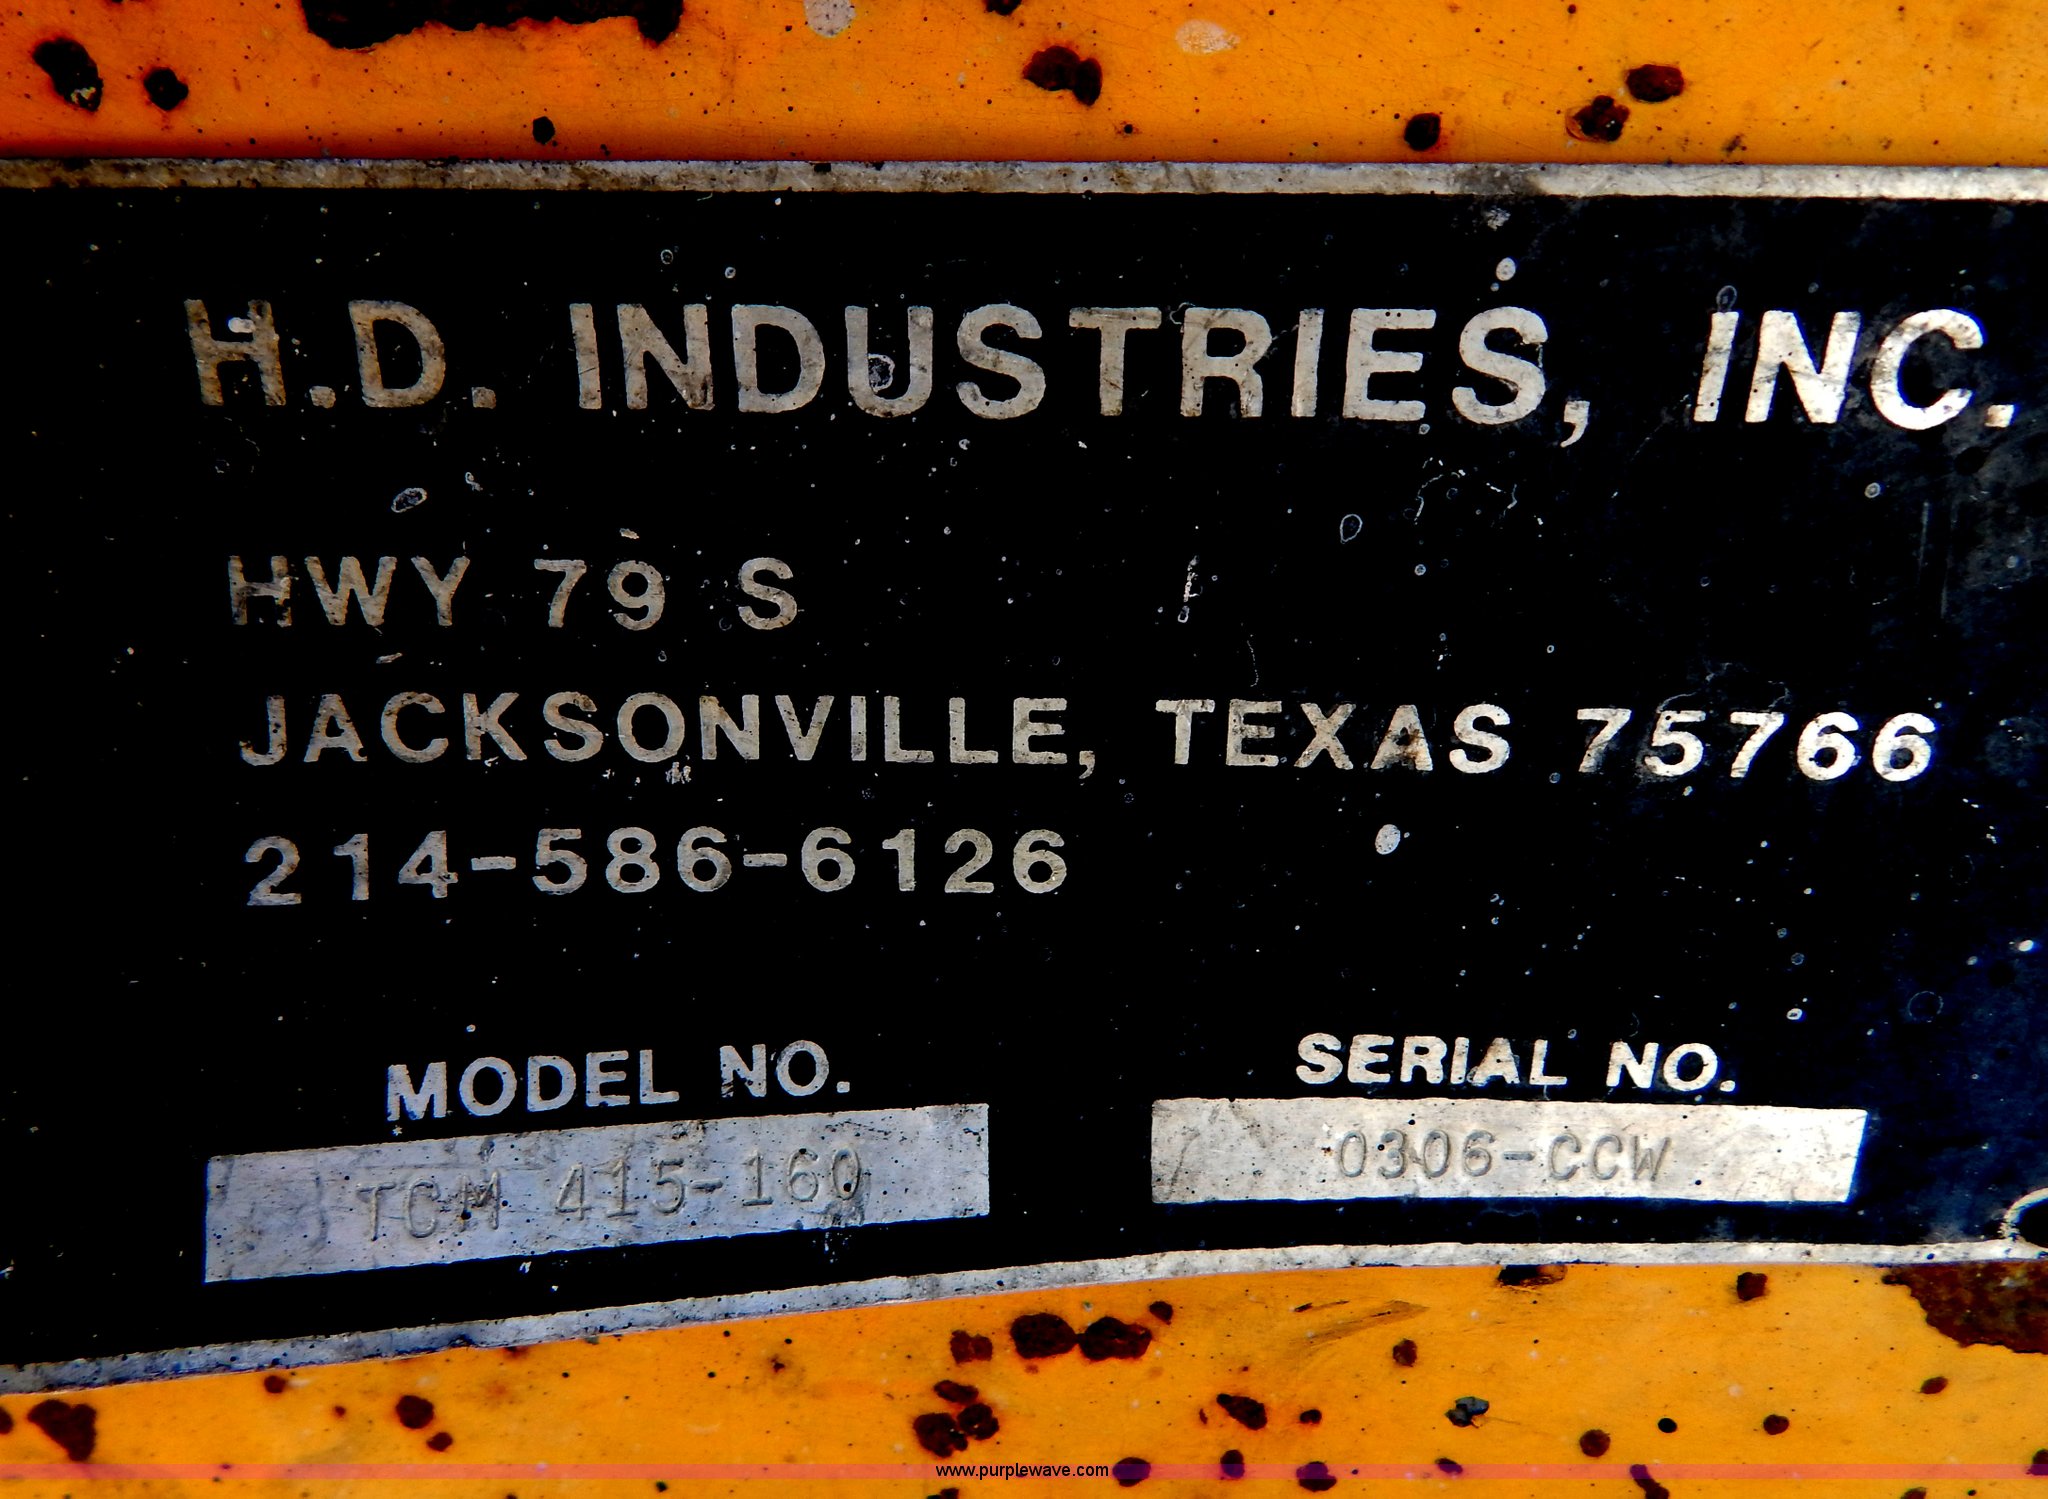 H.D. INDUSTRIES, INC.
HWY 79 S
JACKSONVILLE, TEXAS 75766
214-586-6126
MODEL NO.
TCM 415-160
SERIAL NO.
0306-CCW
www.purplewave.com